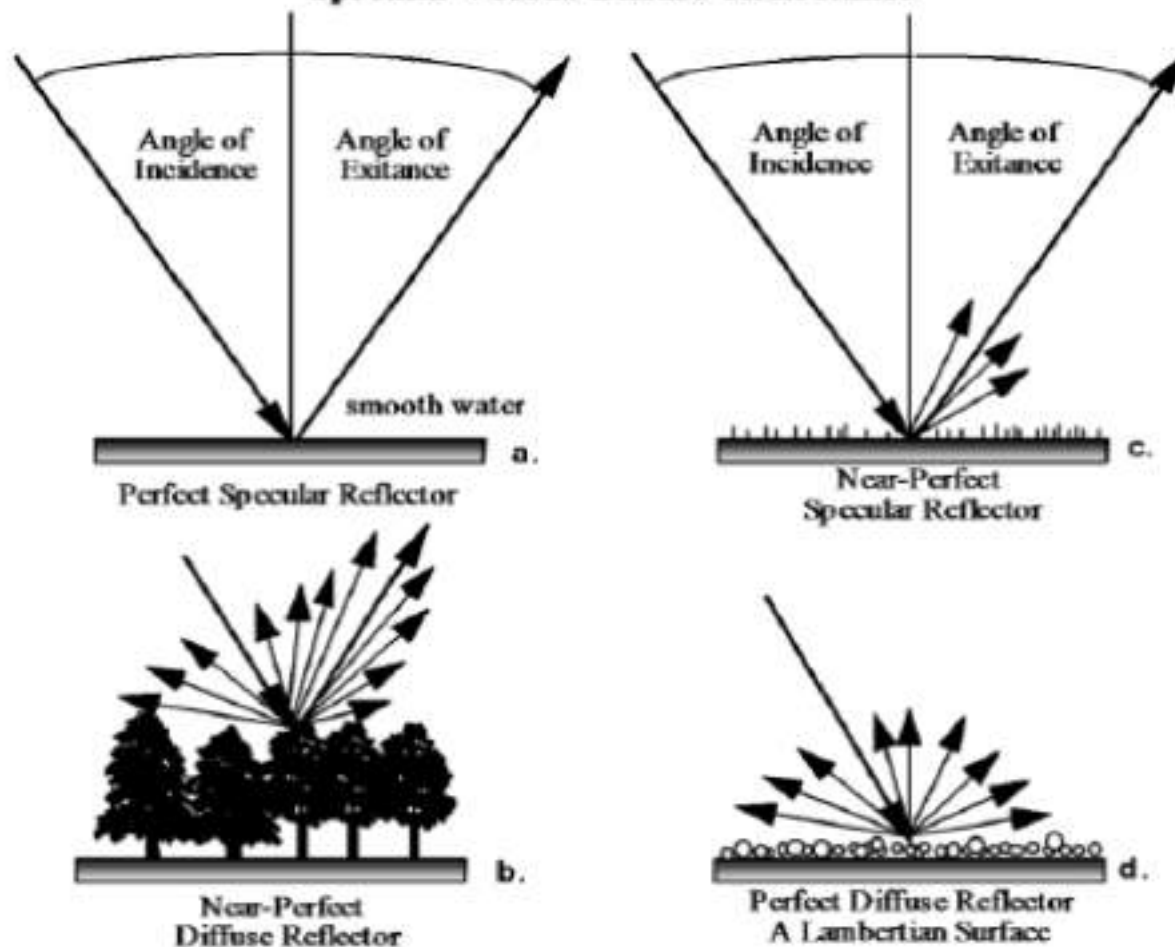 Angle of
Incidence
Angle of
Exitance
smooth water
a.
Perfect Specular Reflector
Angle of
Incidence
Angle of
Exitance
c.
Near-Perfect
Specular Reflector
b.
Near-Perfect
Diffuse Reflector
d.
Perfect Diffuse Reflector
A Lambertian Surface